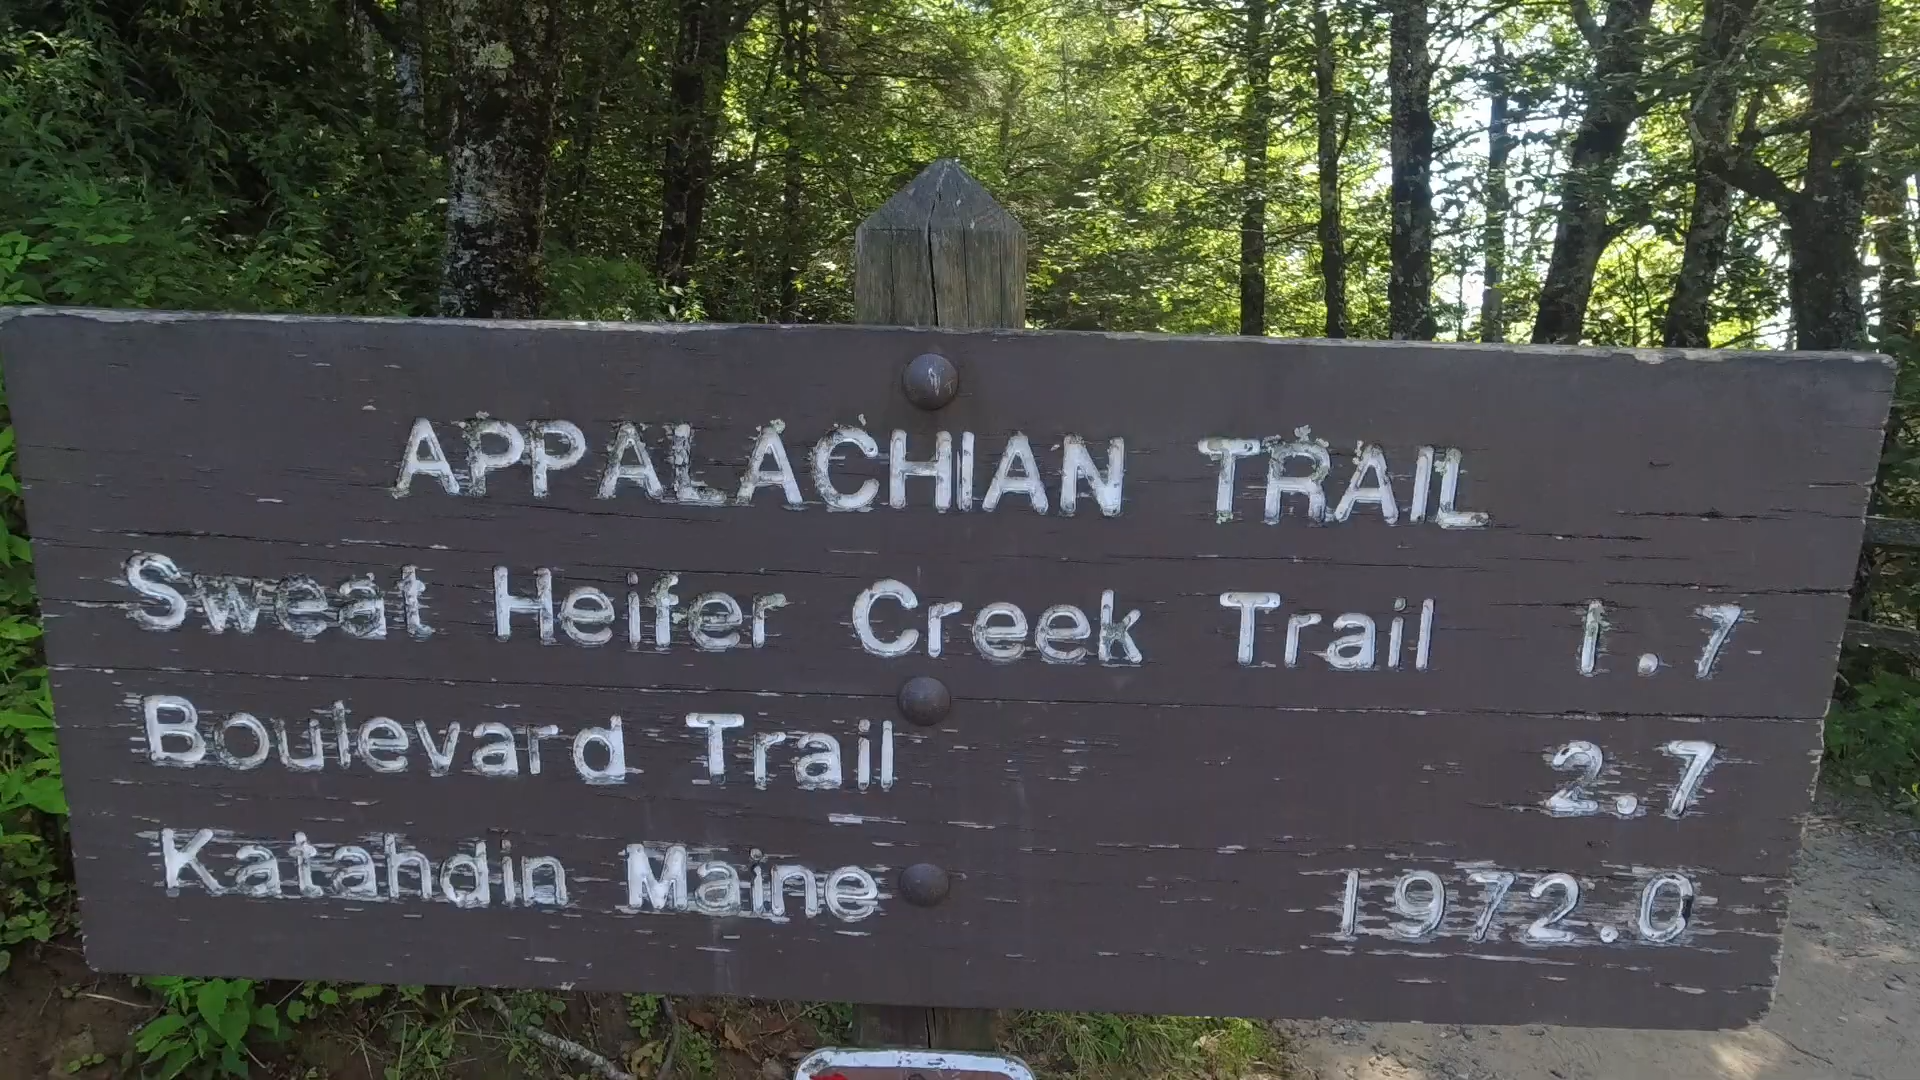 APPALACHIAN TRAIL
Sweat Heifer Creek Trail 1.7
Boulevard Trail 2.7
Katahdin Maine 1972.0